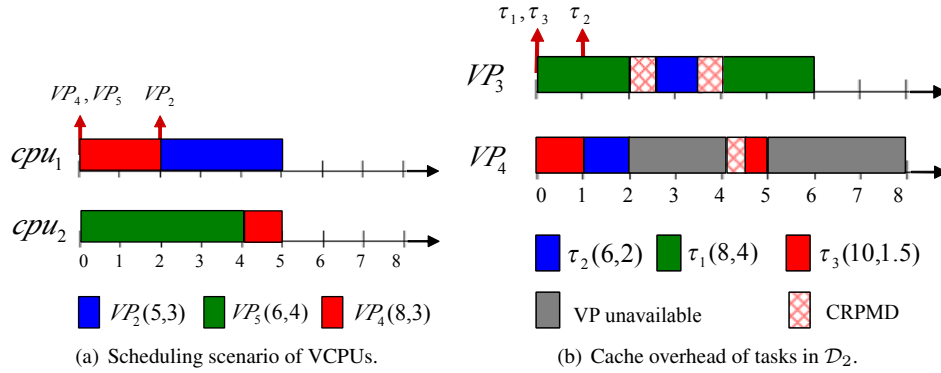 VP4, VP5 VP2
cpu1
cpu2
0 1 2 3 4 5 6 7 8
VP2(5,3) VP5(6,4) VP4(8,3)
(a) Scheduling scenario of VCPUs.
τ1, τ3 τ2
VP3
VP4
0 1 2 3 4 5 6 7 8
τ2(6,2) τ1(8,4) τ3(10,1.5)
VP unavailable CRPMD
(b) Cache overhead of tasks in D2.